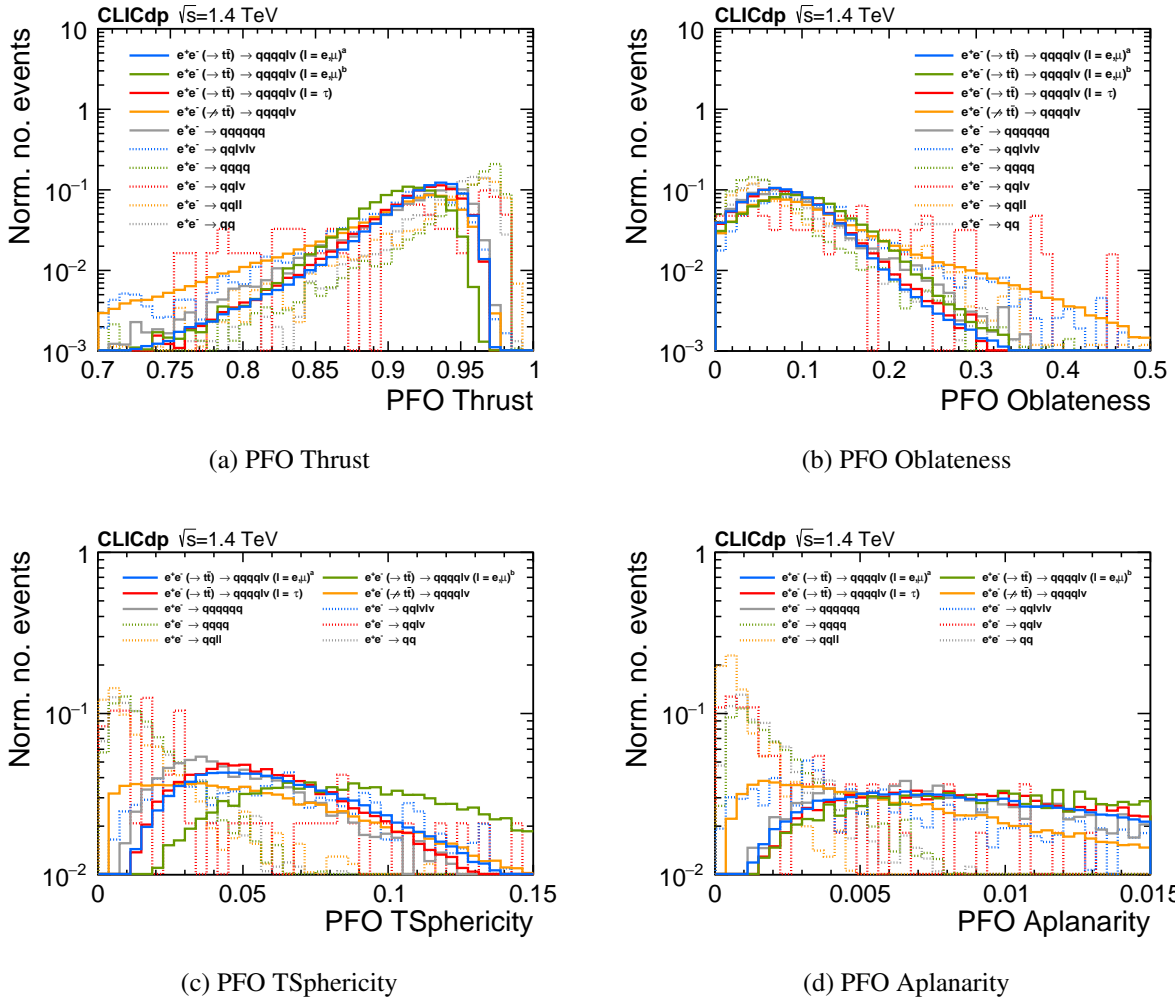 CLICdp √s=1.4 TeV
Norm. no. events
10
1
10⁻¹
10⁻²
10⁻³
e⁺e⁻ (→ tt̄) → qqqqlν (l = e,μ)ᵃ
e⁺e⁻ (→ tt̄) → qqqqlν (l = e,μ)ᵇ
e⁺e⁻ (→ tt̄) → qqqqlν (l = τ)
e⁺e⁻ (↛ tt̄) → qqqqlν
e⁺e⁻ → qqqqqq
e⁺e⁻ → qqlνlν
e⁺e⁻ → qqqq
e⁺e⁻ → qqlν
e⁺e⁻ → qqll
e⁺e⁻ → qq
0.7 0.75 0.8 0.85 0.9 0.95 1
PFO Thrust
(a) PFO Thrust
CLICdp √s=1.4 TeV
Norm. no. events
10
1
10⁻¹
10⁻²
10⁻³
e⁺e⁻ (→ tt̄) → qqqqlν (l = e,μ)ᵃ
e⁺e⁻ (→ tt̄) → qqqqlν (l = e,μ)ᵇ
e⁺e⁻ (→ tt̄) → qqqqlν (l = τ)
e⁺e⁻ (↛ tt̄) → qqqqlν
e⁺e⁻ → qqqqqq
e⁺e⁻ → qqlνlν
e⁺e⁻ → qqqq
e⁺e⁻ → qqlν
e⁺e⁻ → qqll
e⁺e⁻ → qq
0 0.1 0.2 0.3 0.4 0.5
PFO Oblateness
(b) PFO Oblateness
CLICdp √s=1.4 TeV
Norm. no. events
1
10⁻¹
10⁻²
e⁺e⁻ (→ tt̄) → qqqqlν (l = e,μ)ᵃ e⁺e⁻ (→ tt̄) → qqqqlν (l = e,μ)ᵇ
e⁺e⁻ (→ tt̄) → qqqqlν (l = τ) e⁺e⁻ (↛ tt̄) → qqqqlν
e⁺e⁻ → qqqqqq e⁺e⁻ → qqlνlν
e⁺e⁻ → qqqq e⁺e⁻ → qqlν
e⁺e⁻ → qqll e⁺e⁻ → qq
0 0.05 0.1 0.15
PFO TSphericity
(c) PFO TSphericity
CLICdp √s=1.4 TeV
Norm. no. events
1
10⁻¹
10⁻²
e⁺e⁻ (→ tt̄) → qqqqlν (l = e,μ)ᵃ e⁺e⁻ (→ tt̄) → qqqqlν (l = e,μ)ᵇ
e⁺e⁻ (→ tt̄) → qqqqlν (l = τ) e⁺e⁻ (↛ tt̄) → qqqqlν
e⁺e⁻ → qqqqqq e⁺e⁻ → qqlνlν
e⁺e⁻ → qqqq e⁺e⁻ → qqlν
e⁺e⁻ → qqll e⁺e⁻ → qq
0 0.005 0.01 0.015
PFO Aplanarity
(d) PFO Aplanarity